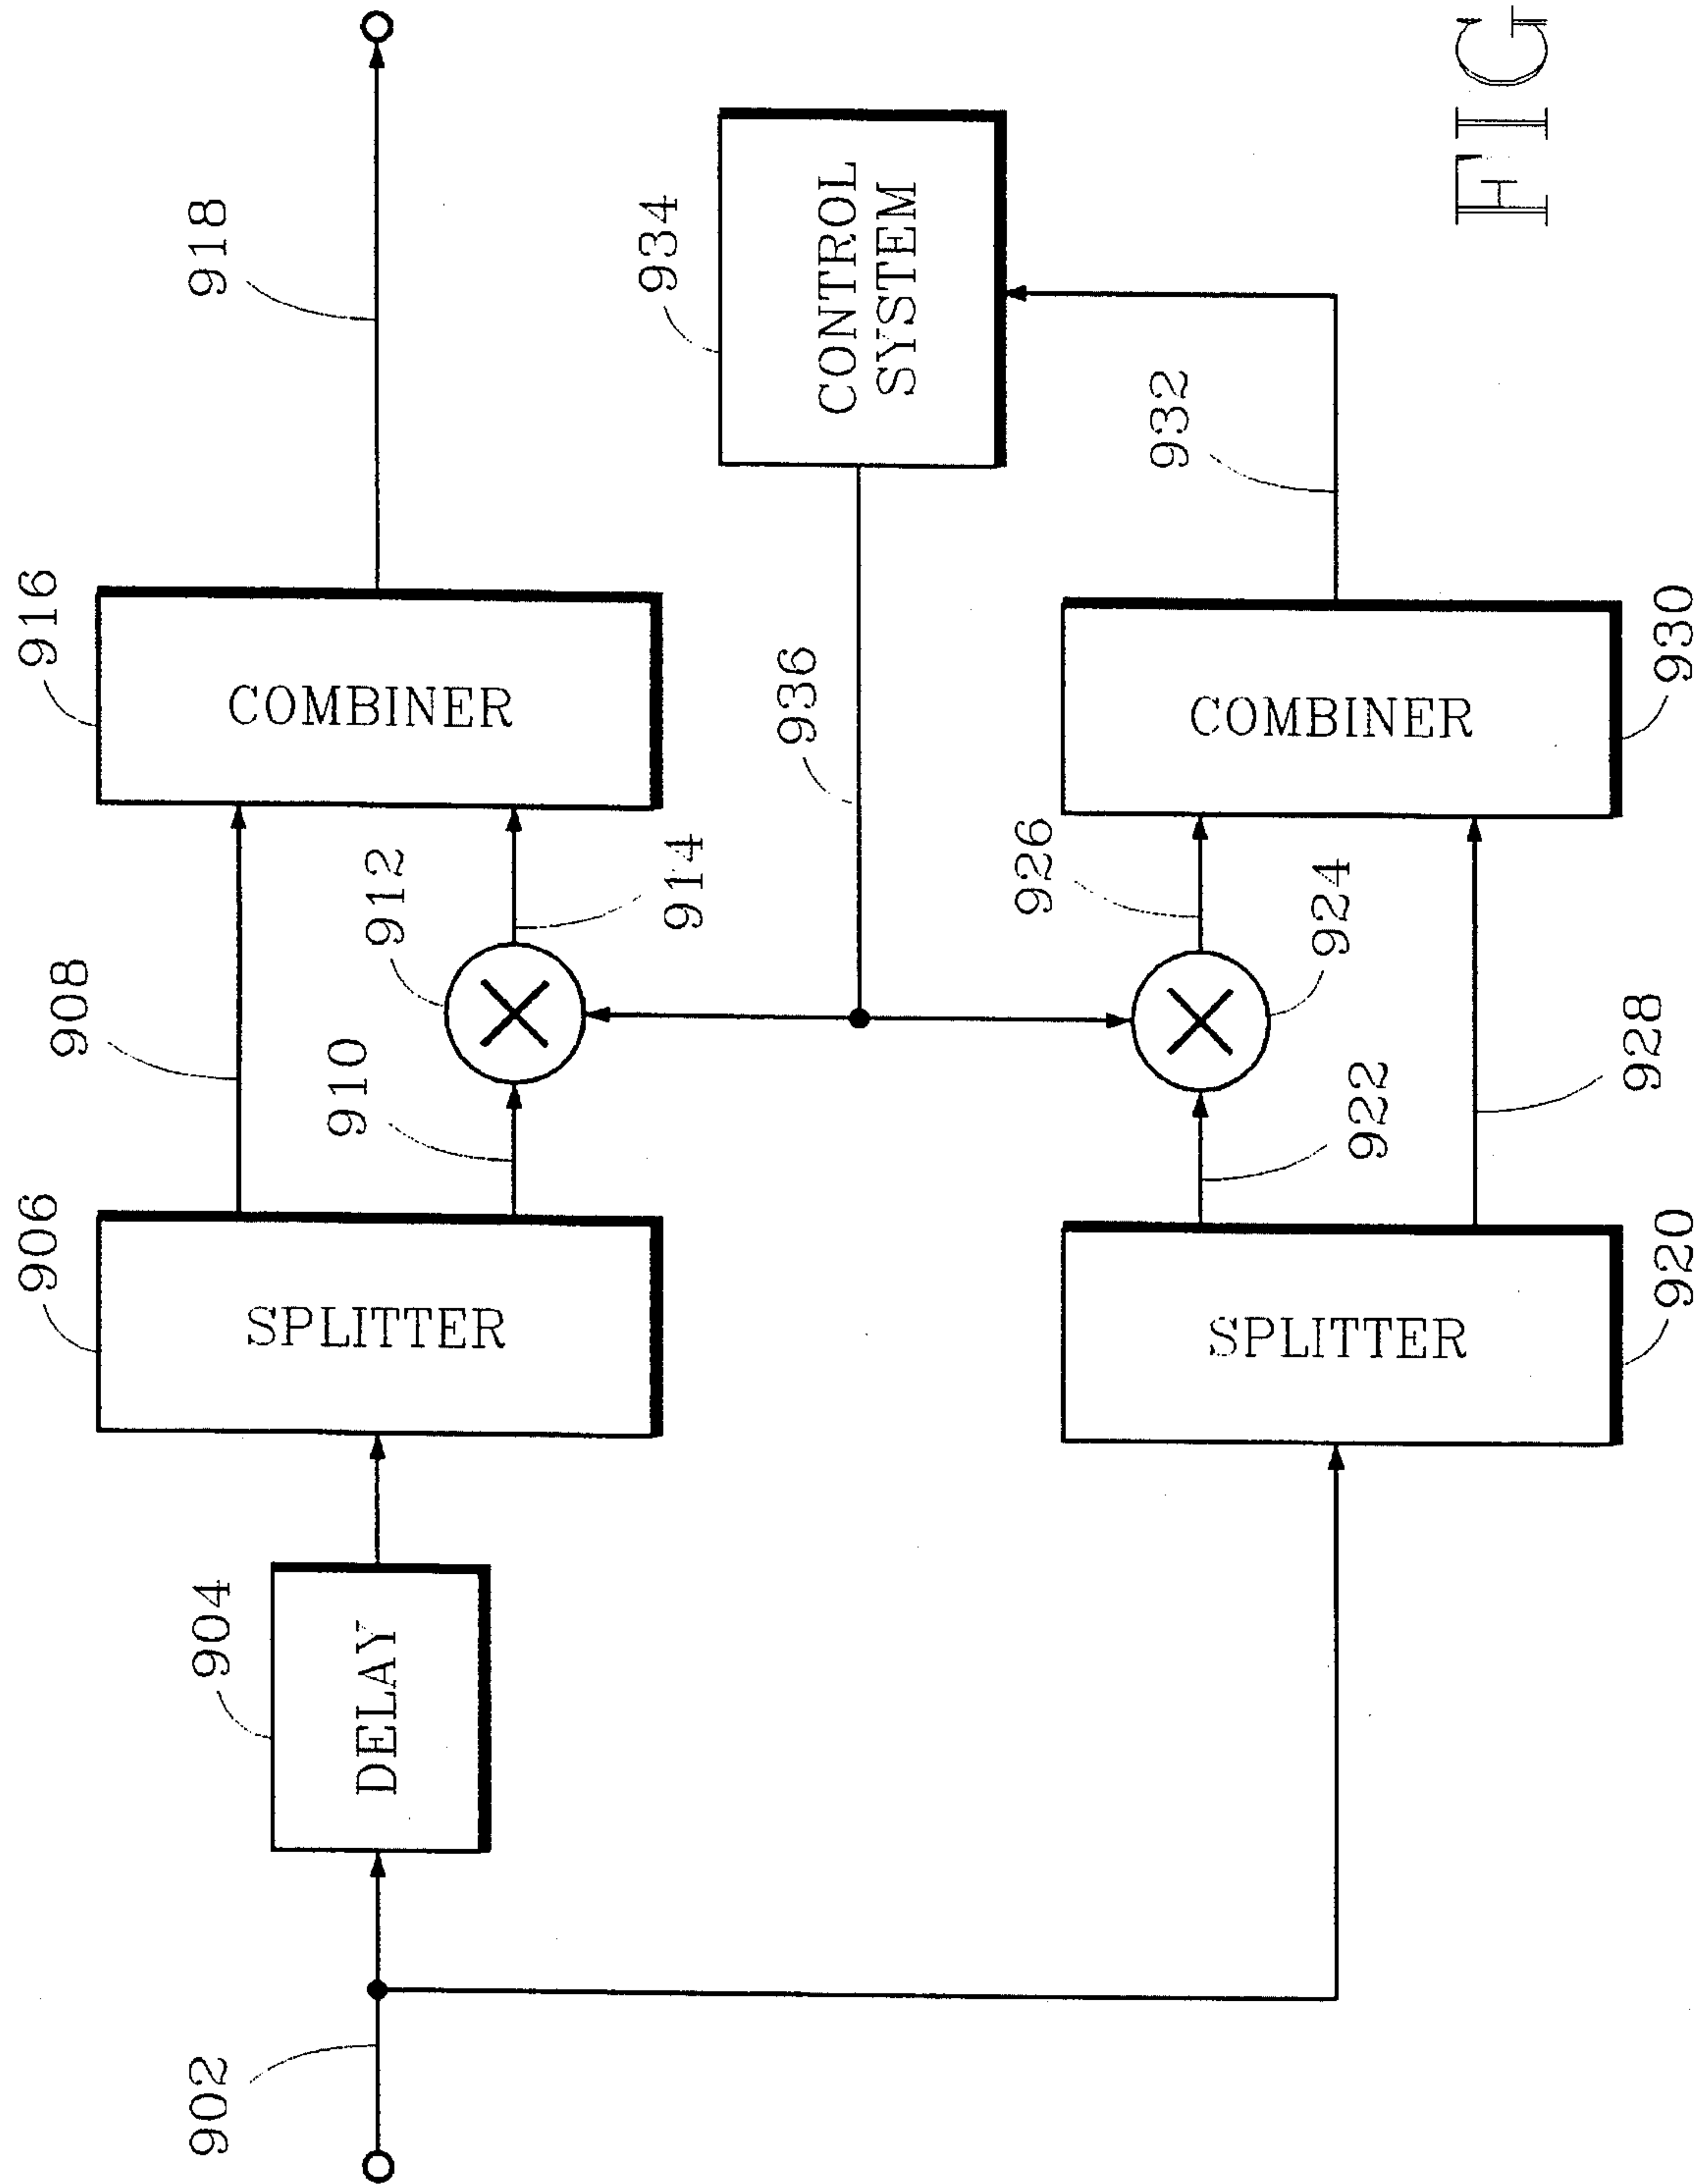 902
904
DELAY
906
SPLITTER
908
910
912
914
916
COMBINER
918
920
SPLITTER
922
924
926
928
930
COMBINER
932
934
CONTROL
SYSTEM
936
FIG